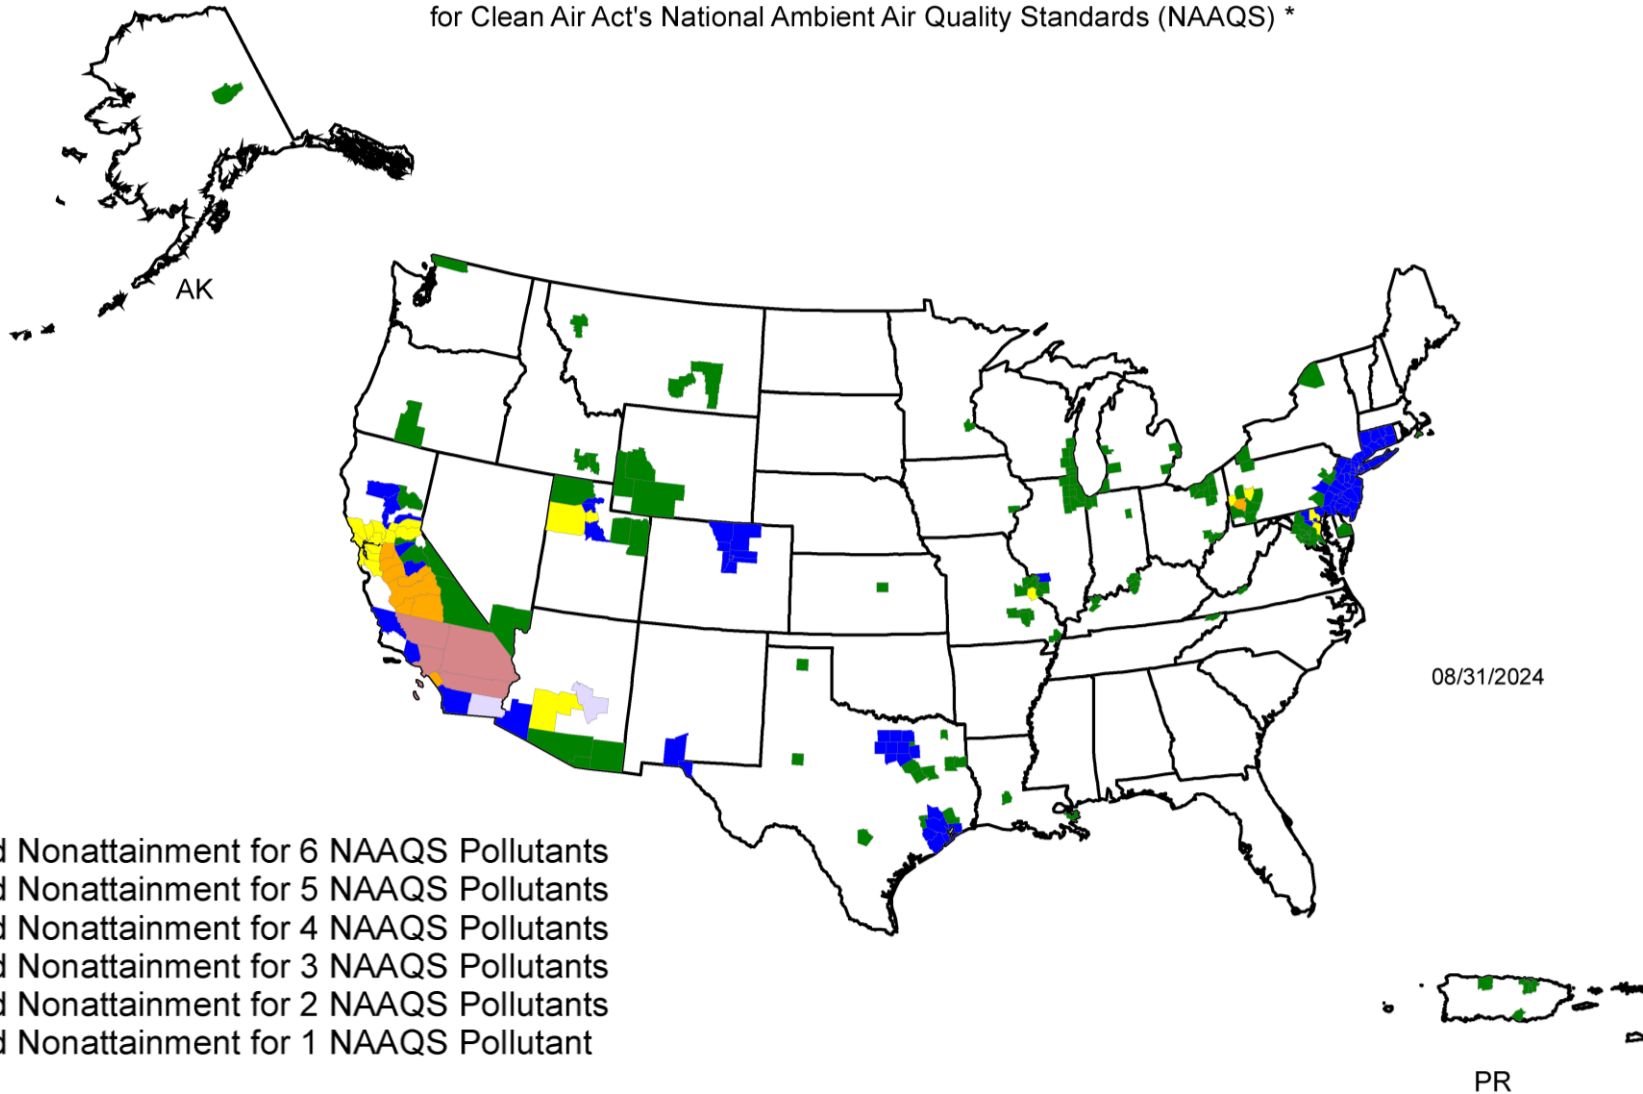 for Clean Air Act's National Ambient Air Quality Standards (NAAQS) *
AK
08/31/2024
d Nonattainment for 6 NAAQS Pollutants
d Nonattainment for 5 NAAQS Pollutants
d Nonattainment for 4 NAAQS Pollutants
d Nonattainment for 3 NAAQS Pollutants
d Nonattainment for 2 NAAQS Pollutants
d Nonattainment for 1 NAAQS Pollutant
PR